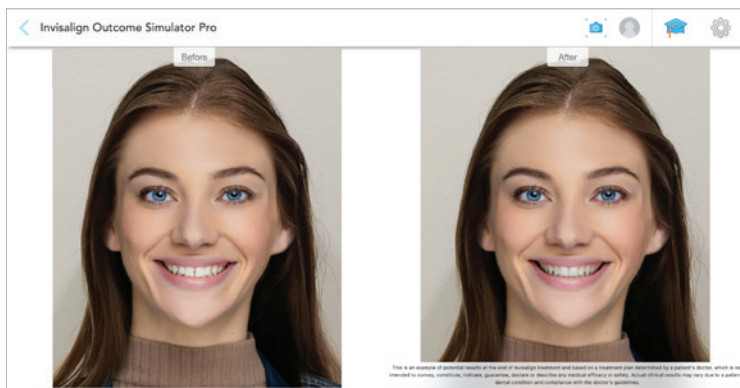 Invisalign Outcome Simulator Pro
Before
After
This is an example of potential results at the end of Invisalign treatment and based on a treatment plan determined by a patient's doctor, which is not
intended to convey, constitute, indicate, guarantee, declare or describe any medical efficacy or safety. Actual clinical results may vary due to a patient
dental condition and compliance with the doctor's guidelines.